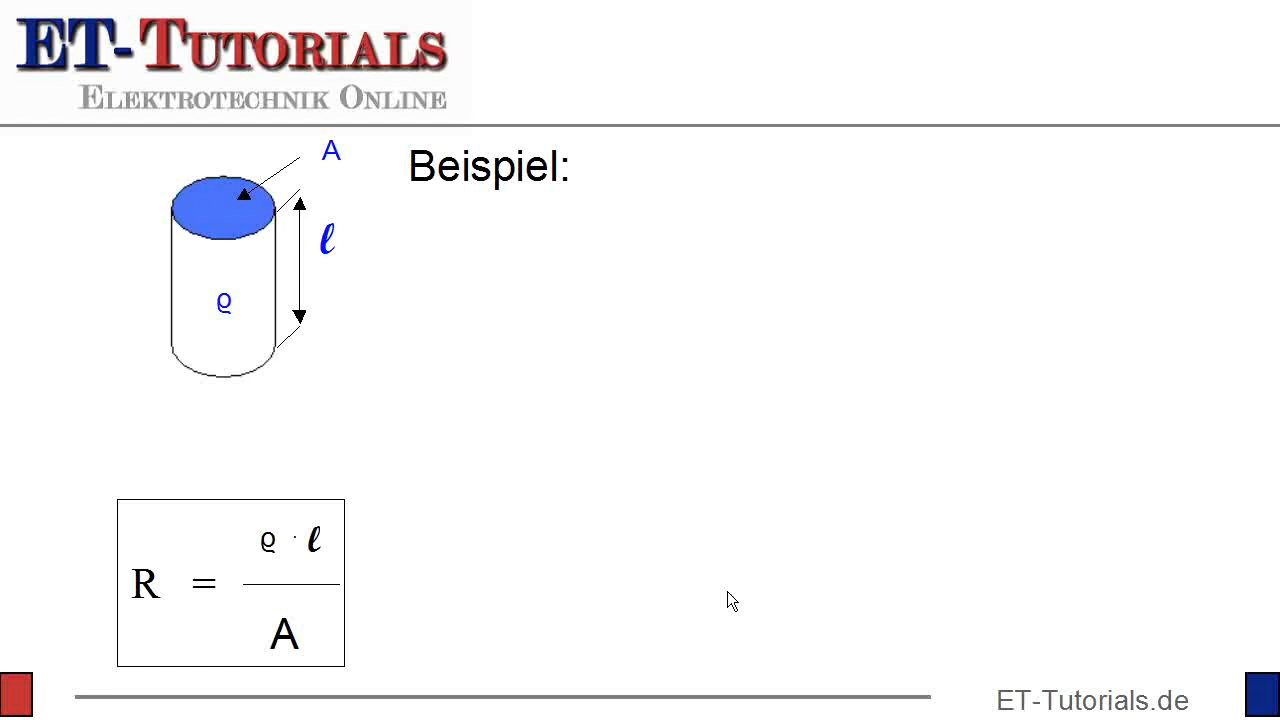 ET-TUTORIALS
ELEKTROTECHNIK ONLINE
A
Beispiel:
ℓ
ϱ
ϱ · ℓ
R =
A
ET-Tutorials.de